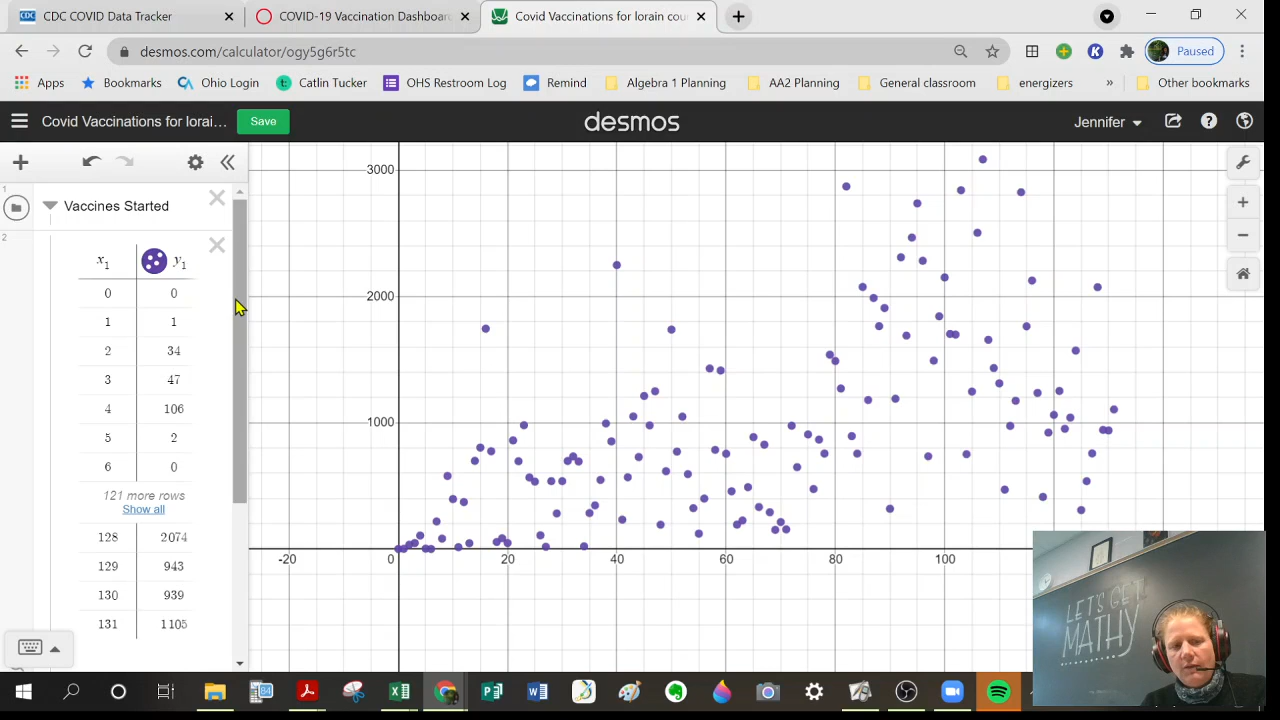 CDC CDC COVID Data Tracker
COVID-19 Vaccination Dashboar
Covid Vaccinations for lorain cou
desmos.com/calculator/ogy5g6r5tc
K
Paused
Apps Bookmarks Ohio Login Catlin Tucker OHS Restroom Log Remind Algebra 1 Planning AA2 Planning General classroom energizers » Other bookmarks
Covid Vaccinations for lorai...
Save
desmos
Jennifer
1
Vaccines Started
2
x1 y1
0 0
1 1
2 34
3 47
4 106
5 2
6 0
121 more rows
Show all
128 2074
129 943
130 939
131 1105
3000
2000
1000
-20 0 20 40 60 80 100
LET'S GET
MATHY